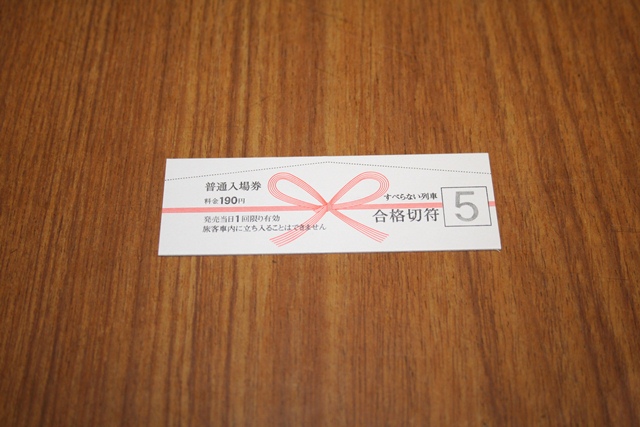 普通入場券
料金190円
発売当日1回限り有効
旅客車内に立ち入ることはできません
すべらない列車
合格切符
5